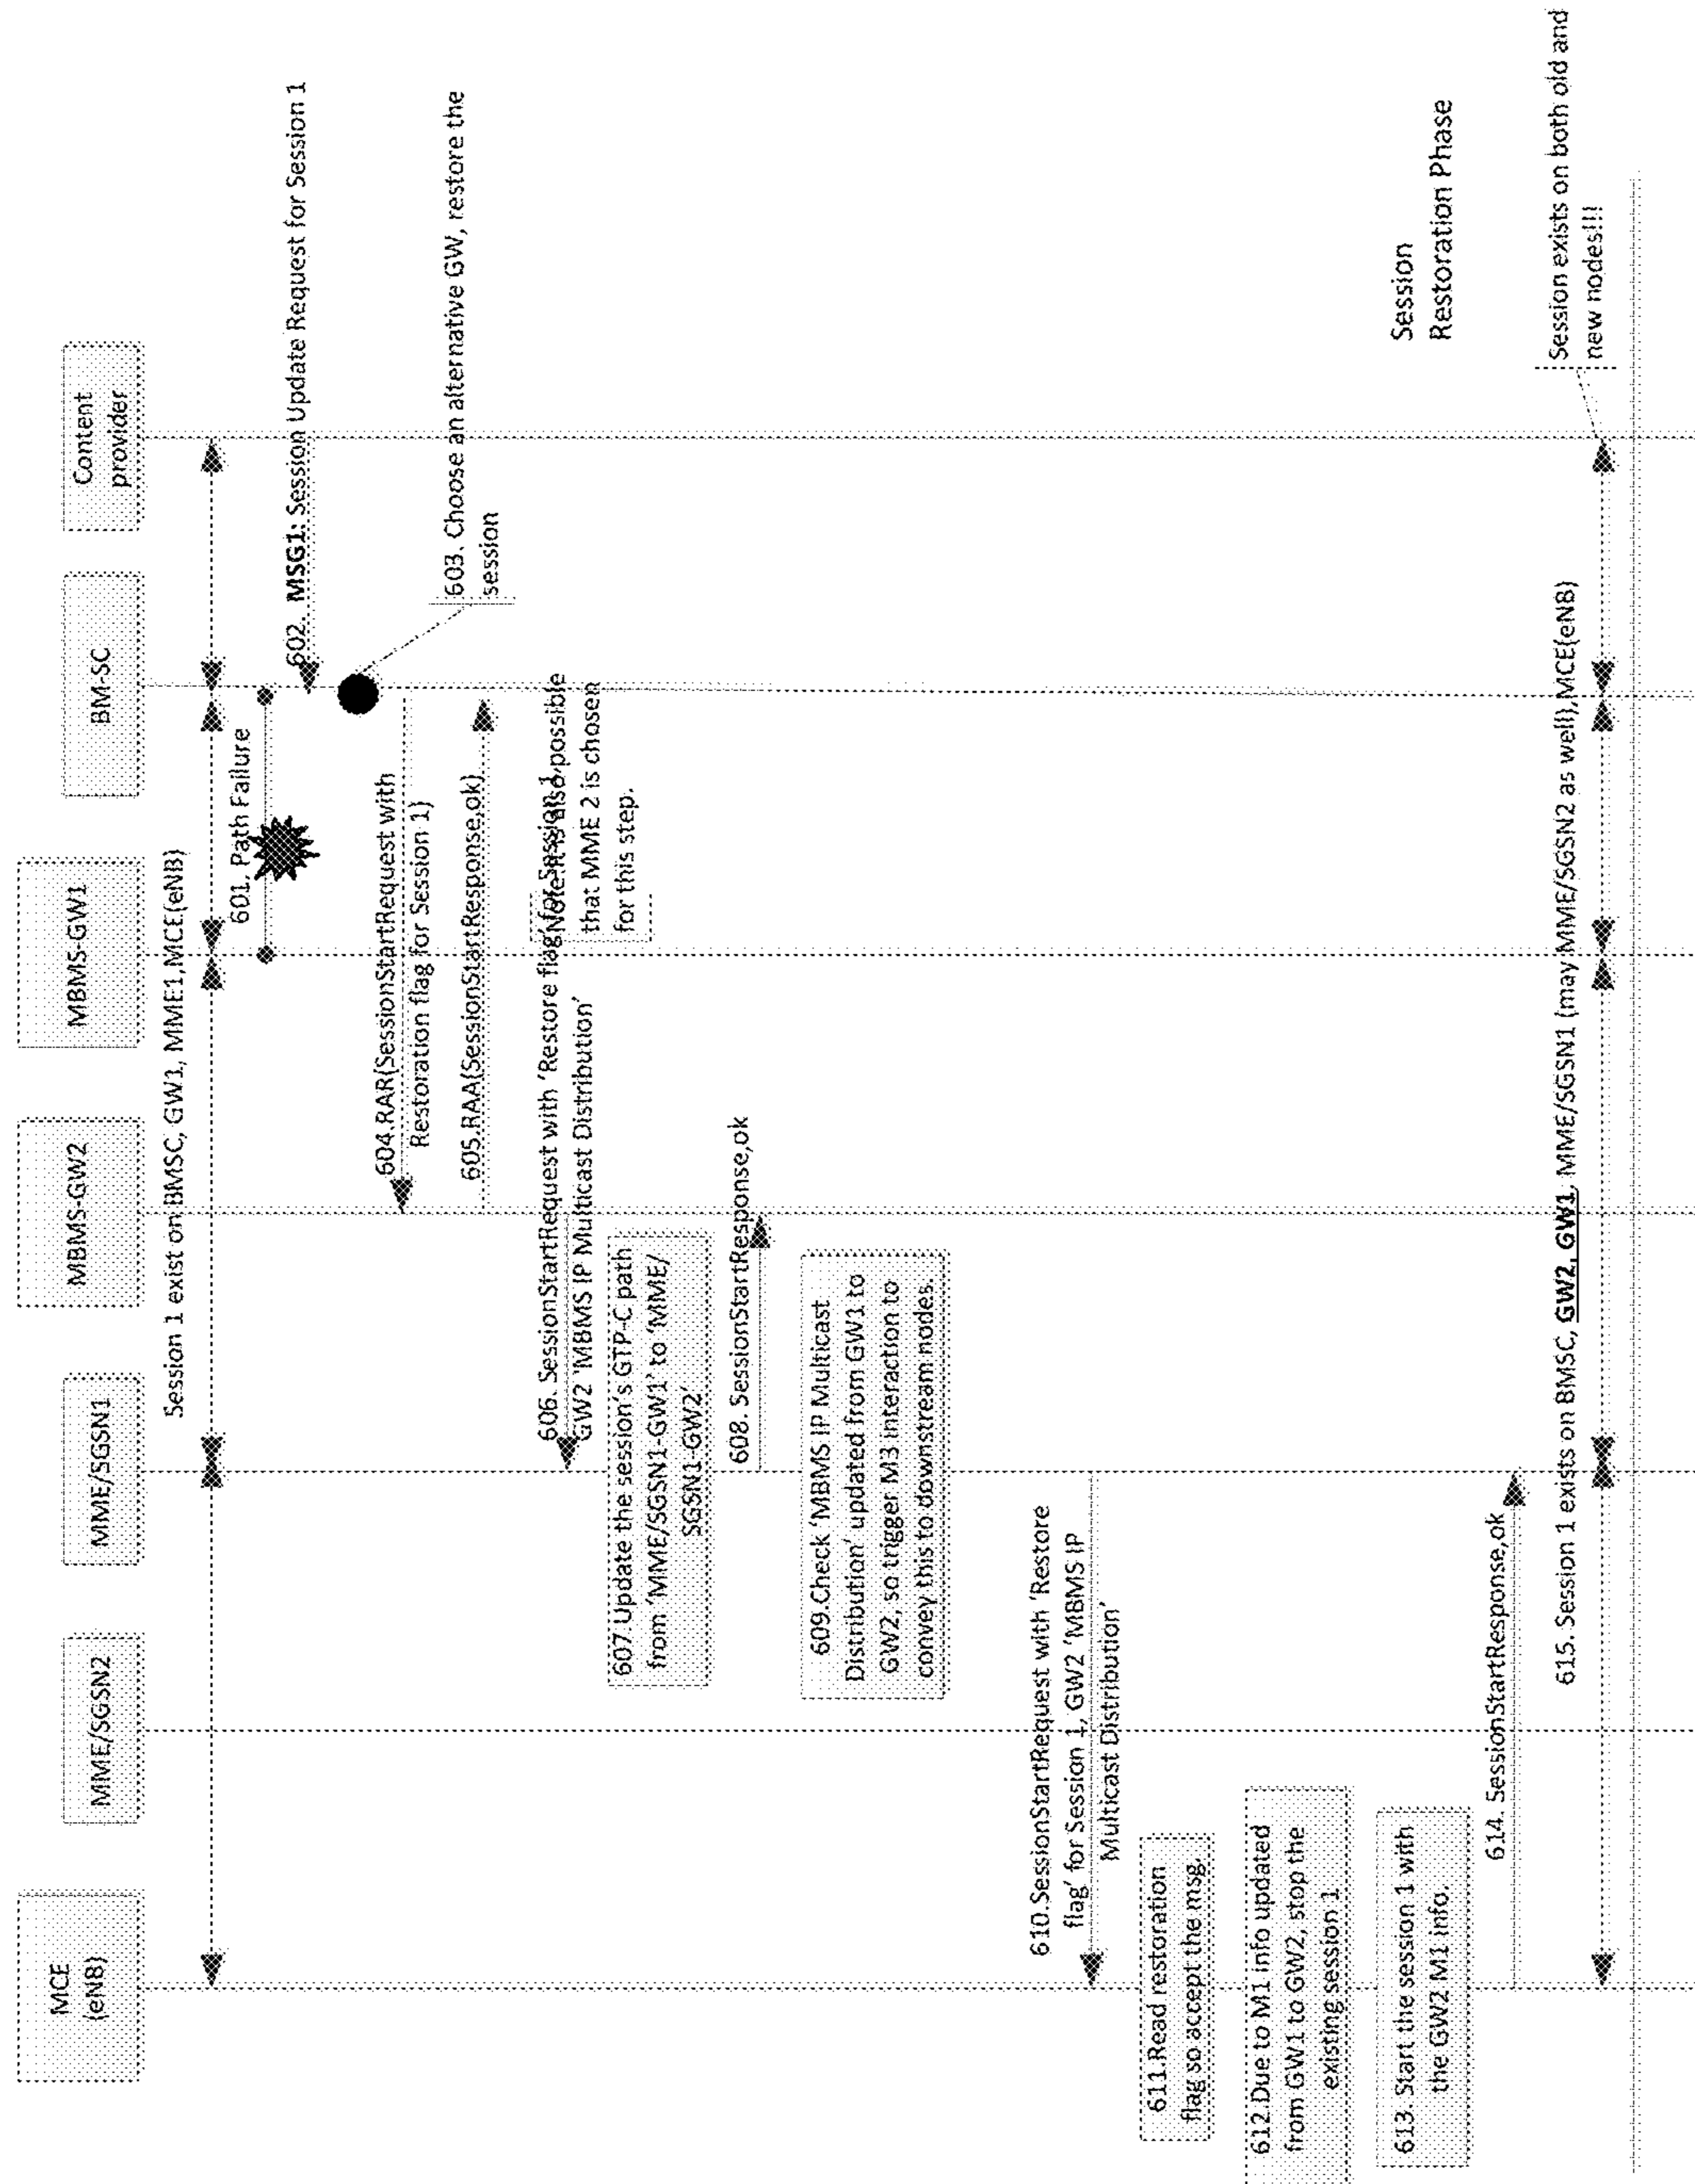 MCE
(eNB)
MME/SGSN2
MME/SGSN1
MBMS-GW2
MBMS-GW1
BM-SC
Content
provider
Session 1 exist on BMSC, GW1, MME1,MCE(eNB)
601. Path Failure
602. MSG1: Session Update Request for Session 1
603. Choose an alternative GW, restore the
session
604.RAR(SessionStartRequest with
Restoration flag for Session 1)
605.RAA(SessionStartResponse,ok)
606. SessionStartRequest with 'Restore flag' for Session 1,
GW2 'MBMS IP Multicast Distribution'
Note: it is also possible
that MME 2 is chosen
for this step.
607.Update the session's GTP-C path
from 'MME/SGSN1-GW1' to 'MME/
SGSN1-GW2'
608. SessionStartResponse,ok
609.Check 'MBMS IP Multicast
Distribution' updated from GW1 to
GW2, so trigger M3 interaction to
convey this to downstream nodes.
610.SessionStartRequest with 'Restore
flag' for Session 1, GW2 'MBMS IP
Multicast Distribution'
611.Read restoration
flag so accept the msg.
612.Due to M1 info updated
from GW1 to GW2, stop the
existing session 1
613. Start the session 1 with
the GW2 M1 info.
614. SessionStartResponse,ok
Session
Restoration Phase
615. Session 1 exists on BMSC, GW2, GW1, MME/SGSN1 (may MME/SGSN2 as well),MCE(eNB)
Session exists on both old and
new nodes!!!